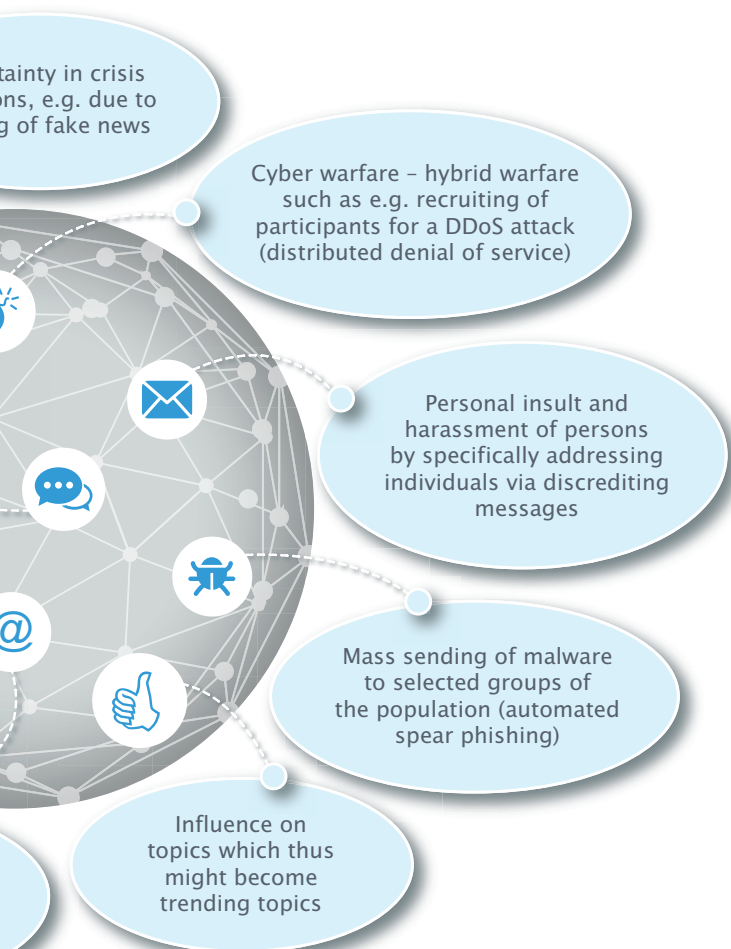 in crisis
e.g. due to
of fake news
Cyber warfare – hybrid warfare
such as e.g. recruiting of
participants for a DDoS attack
(distributed denial of service)
Personal insult and
harassment of persons
by specifically addressing
individuals via discrediting
messages
@
Mass sending of malware
to selected groups of
the population (automated
spear phishing)
Influence on
topics which thus
might become
trending topics